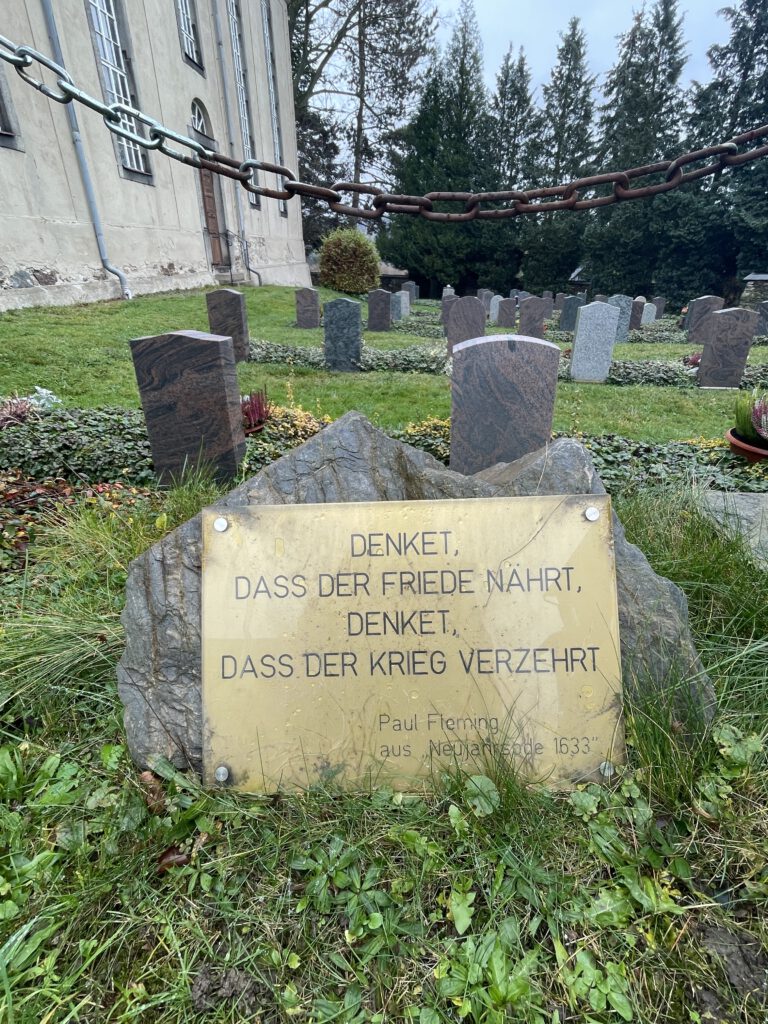 DENKET,
DASS DER FRIEDE NÄHRT,
DENKET,
DASS DER KRIEG VERZEHRT
Paul Fleming
aus "Neujahrsode 1633"